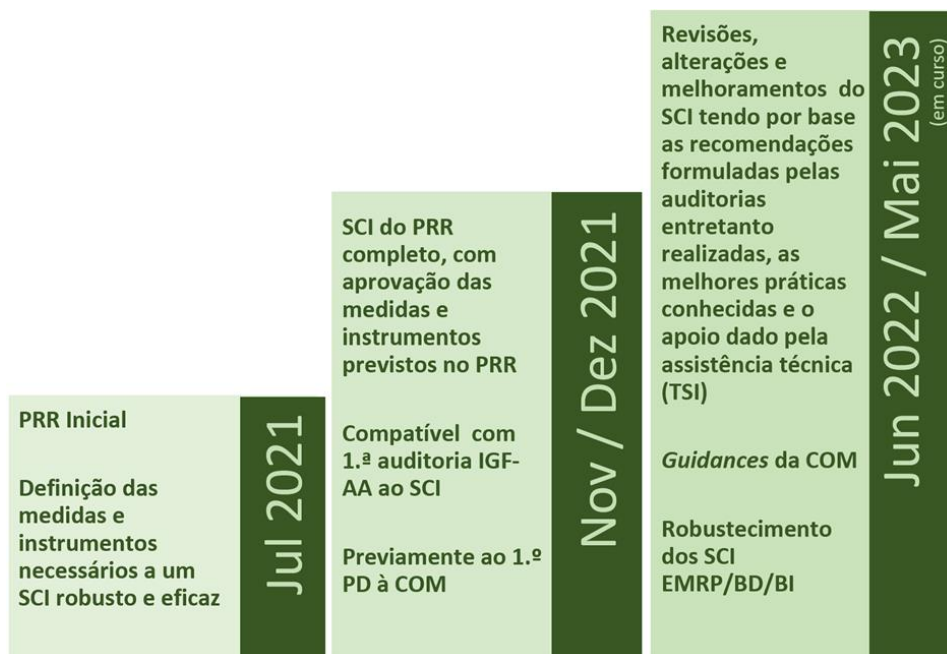 PRR Inicial
Definição das
medidas e
instrumentos
necessários a um
SCI robusto e eficaz
Jul 2021
SCI do PRR
completo, com
aprovação das
medidas e
instrumentos
previstos no PRR
Compatível com
1.ª auditoria IGF-
AA ao SCI
Previamente ao 1.º
PD à COM
Nov / Dez 2021
Revisões,
alterações e
melhoramentos do
SCI tendo por base
as recomendações
formuladas pelas
auditorias
entretanto
realizadas, as
melhores práticas
conhecidas e o
apoio dado pela
assistência técnica
(TSI)
Guidances da COM
Robustecimento
dos SCI
EMRP/BD/BI
Jun 2022 / Mai 2023
(em curso)